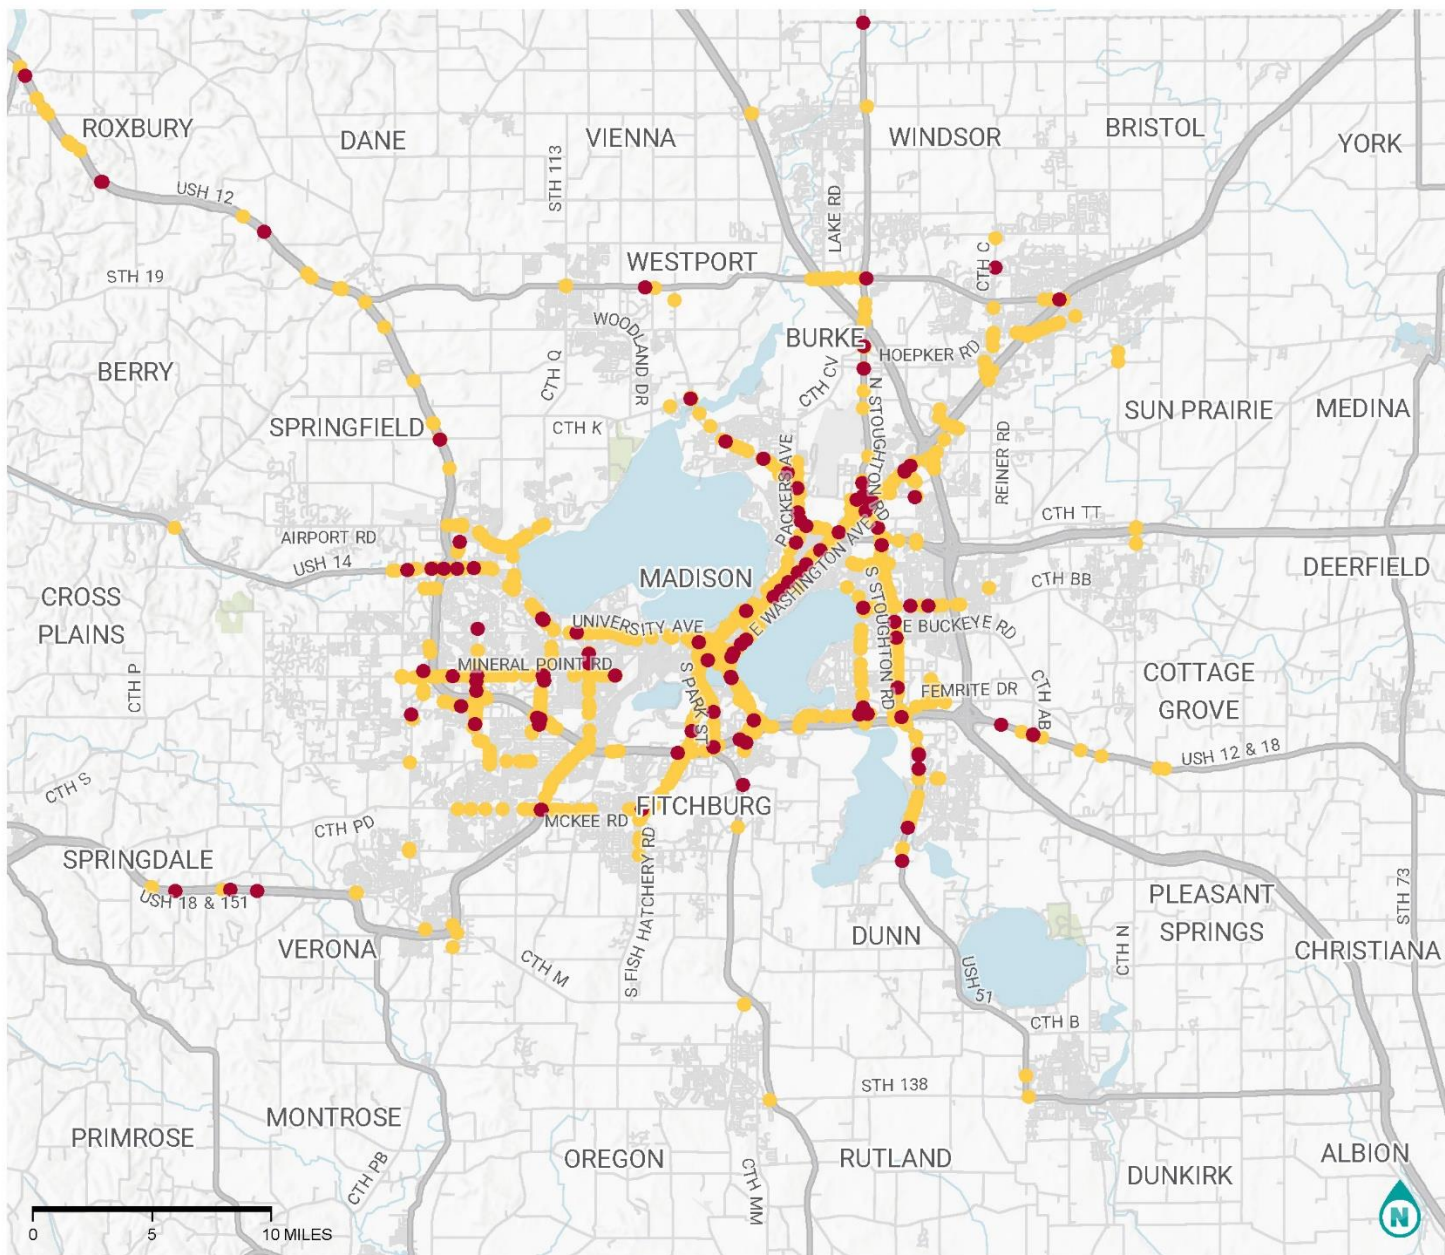 ROXBURY
DANE
VIENNA
WINDSOR
BRISTOL
YORK
STH 113
LAKE RD
USH 12
WESTPORT
CTH C
STH 19
WOODLAND DR
BURKE
HOEPKER RD
CTH CV
CTH Q
BERRY
SPRINGFIELD
CTH K
N STOUGHTON RD
SUN PRAIRIE
MEDINA
PACKERS AVE
REINER RD
CTH TT
AIRPORT RD
USH 14
MADISON
CTH BB
DEERFIELD
CROSS
PLAINS
UNIVERSITY AVE
E WASHINGTON AVE
S STOUGHTON RD
E BUCKEYE RD
MINERAL POINT RD
CTH P
S PARK ST
FEMRITE DR
CTH AB
COTTAGE
GROVE
USH 12 & 18
CTH S
FITCHBURG
MCKEE RD
CTH PD
SPRINGDALE
USH 18 & 151
S FISH HATCHERY RD
PLEASANT
SPRINGS
STH 73
VERONA
DUNN
CTH N
CHRISTIANA
CTH M
USH 51
CTH B
STH 138
MONTROSE
PRIMROSE
OREGON
RUTLAND
DUNKIRK
ALBION
CTH PB
CTH MM
0 5 10 MILES
N